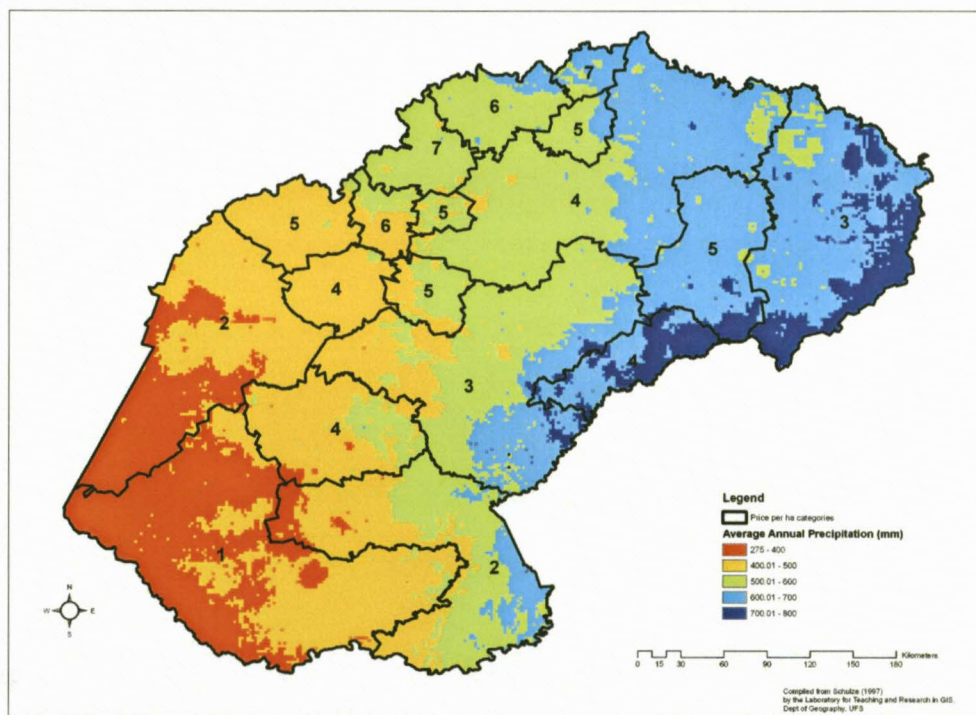 7
6
5
7
4
3
5
5
6
5
5
4
2
4
3
4
1
2
N
W E
S
Legend
Price per ha categories
Average Annual Precipitation (mm)
275 - 400
400.01 - 500
500.01 - 600
600.01 - 700
700.01 - 800
Kilometers
0 15 30 60 90 120 150 180
Compiled from Schulze (1997)
by the Laboratory for Teaching and Research in GIS,
Dept of Geography, UFS